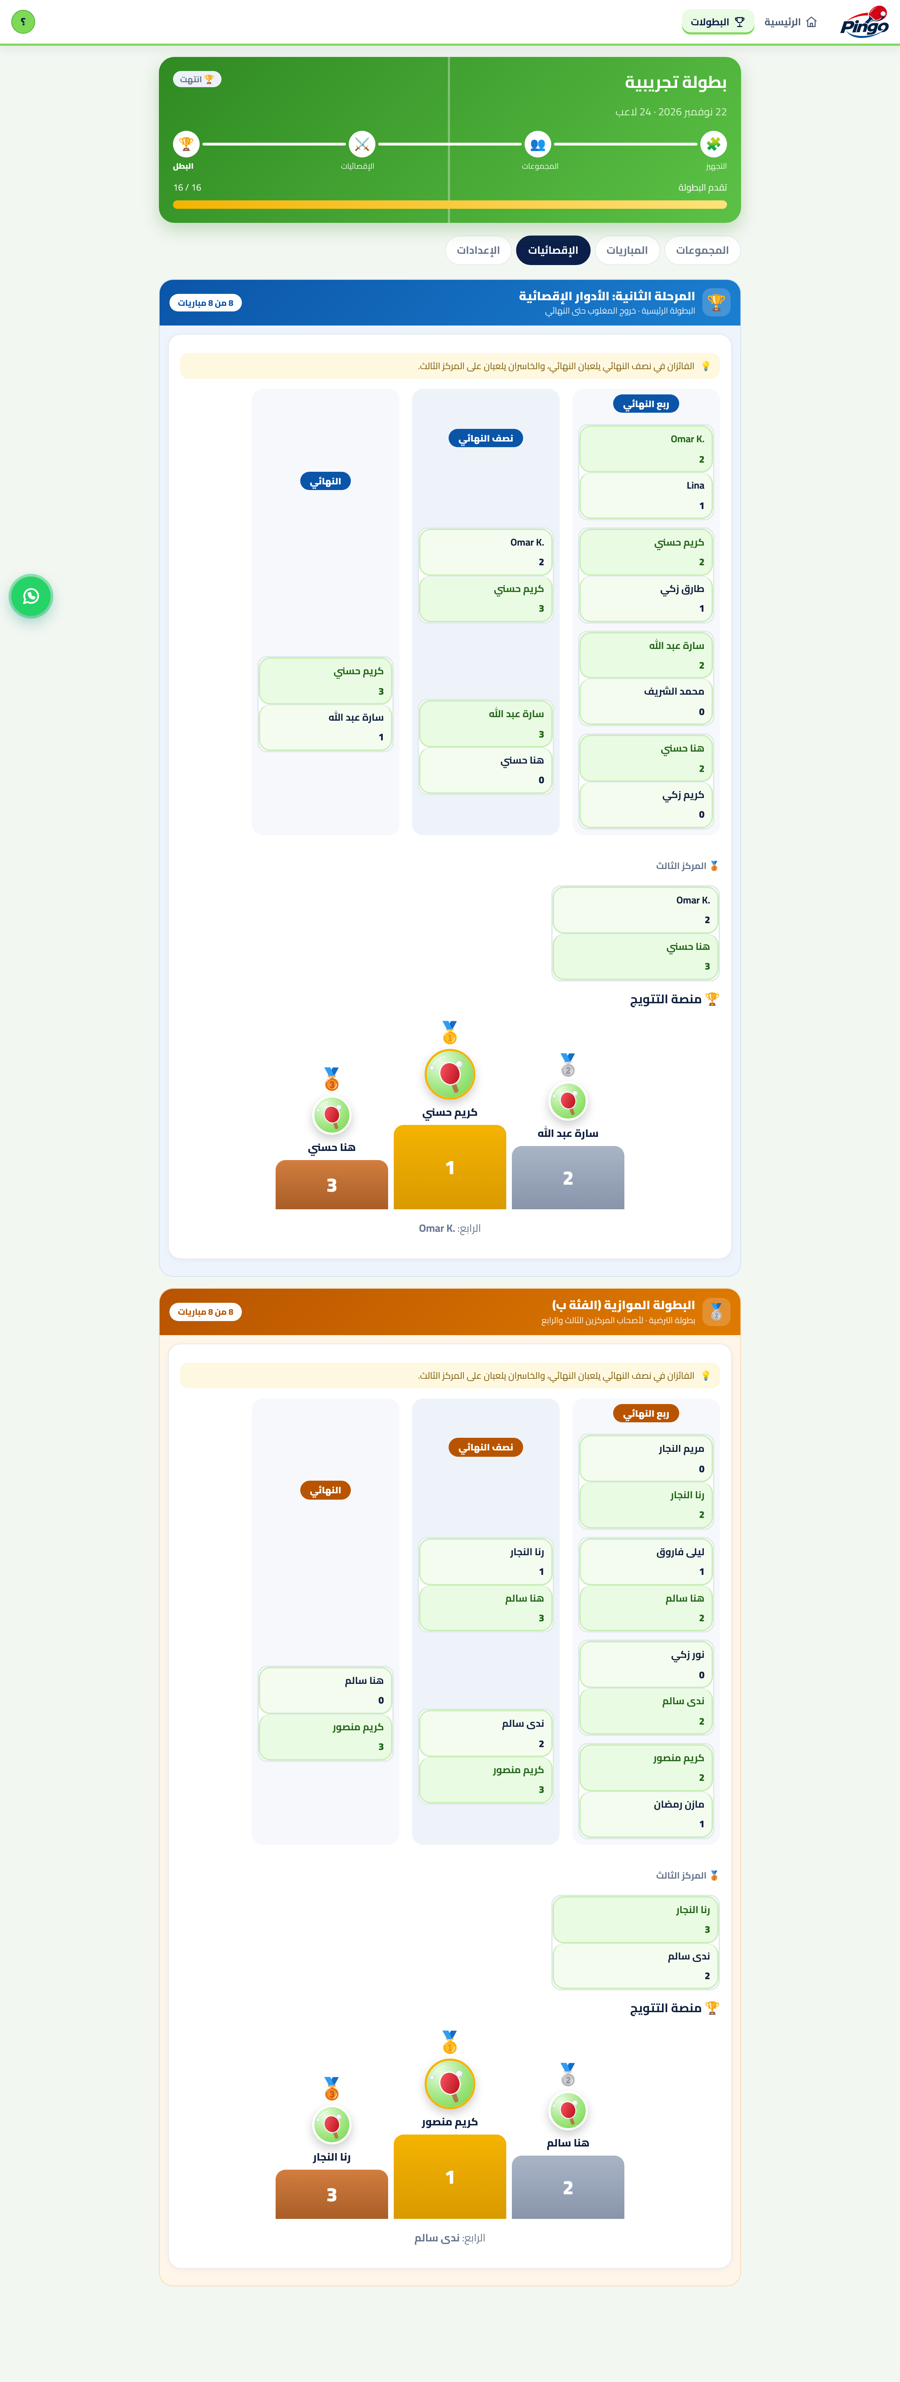 Pingo
الرئيسية
البطولات
؟
بطولة تجريبية
انتهت
22 نوفمبر 2026 · 24 لاعب
التجهيز
المجموعات
الإقصائيات
البطل
تقدم البطولة
16 / 16
المجموعات
المباريات
الإقصائيات
الإعدادات
المرحلة الثانية: الأدوار الإقصائية
البطولة الرئيسية · خروج المغلوب حتى النهائي
8 من 8 مباريات
الفائزان في نصف النهائي يلعبان النهائي، والخاسران يلعبان على المركز الثالث.
ربع النهائي
Omar K.
2
Lina
1
كريم حسني
2
طارق زكي
1
سارة عبد الله
2
محمد الشريف
0
هنا حسني
2
كريم زكي
0
نصف النهائي
Omar K.
2
كريم حسني
3
سارة عبد الله
3
هنا حسني
0
النهائي
كريم حسني
3
سارة عبد الله
1
المركز الثالث
Omar K.
2
هنا حسني
3
منصة التتويج
2
سارة عبد الله
2
1
كريم حسني
1
3
هنا حسني
3
الرابع: Omar K.
البطولة الموازية (الفئة ب)
بطولة الترضية · لأصحاب المركزين الثالث والرابع
8 من 8 مباريات
الفائزان في نصف النهائي يلعبان النهائي، والخاسران يلعبان على المركز الثالث.
ربع النهائي
مريم النجار
0
رنا النجار
2
ليلى فاروق
1
هنا سالم
2
نور زكي
0
ندى سالم
2
كريم منصور
2
مازن رمضان
1
نصف النهائي
رنا النجار
1
هنا سالم
3
ندى سالم
2
كريم منصور
3
النهائي
هنا سالم
0
كريم منصور
3
المركز الثالث
رنا النجار
3
ندى سالم
2
منصة التتويج
2
هنا سالم
2
1
كريم منصور
1
3
رنا النجار
3
الرابع: ندى سالم